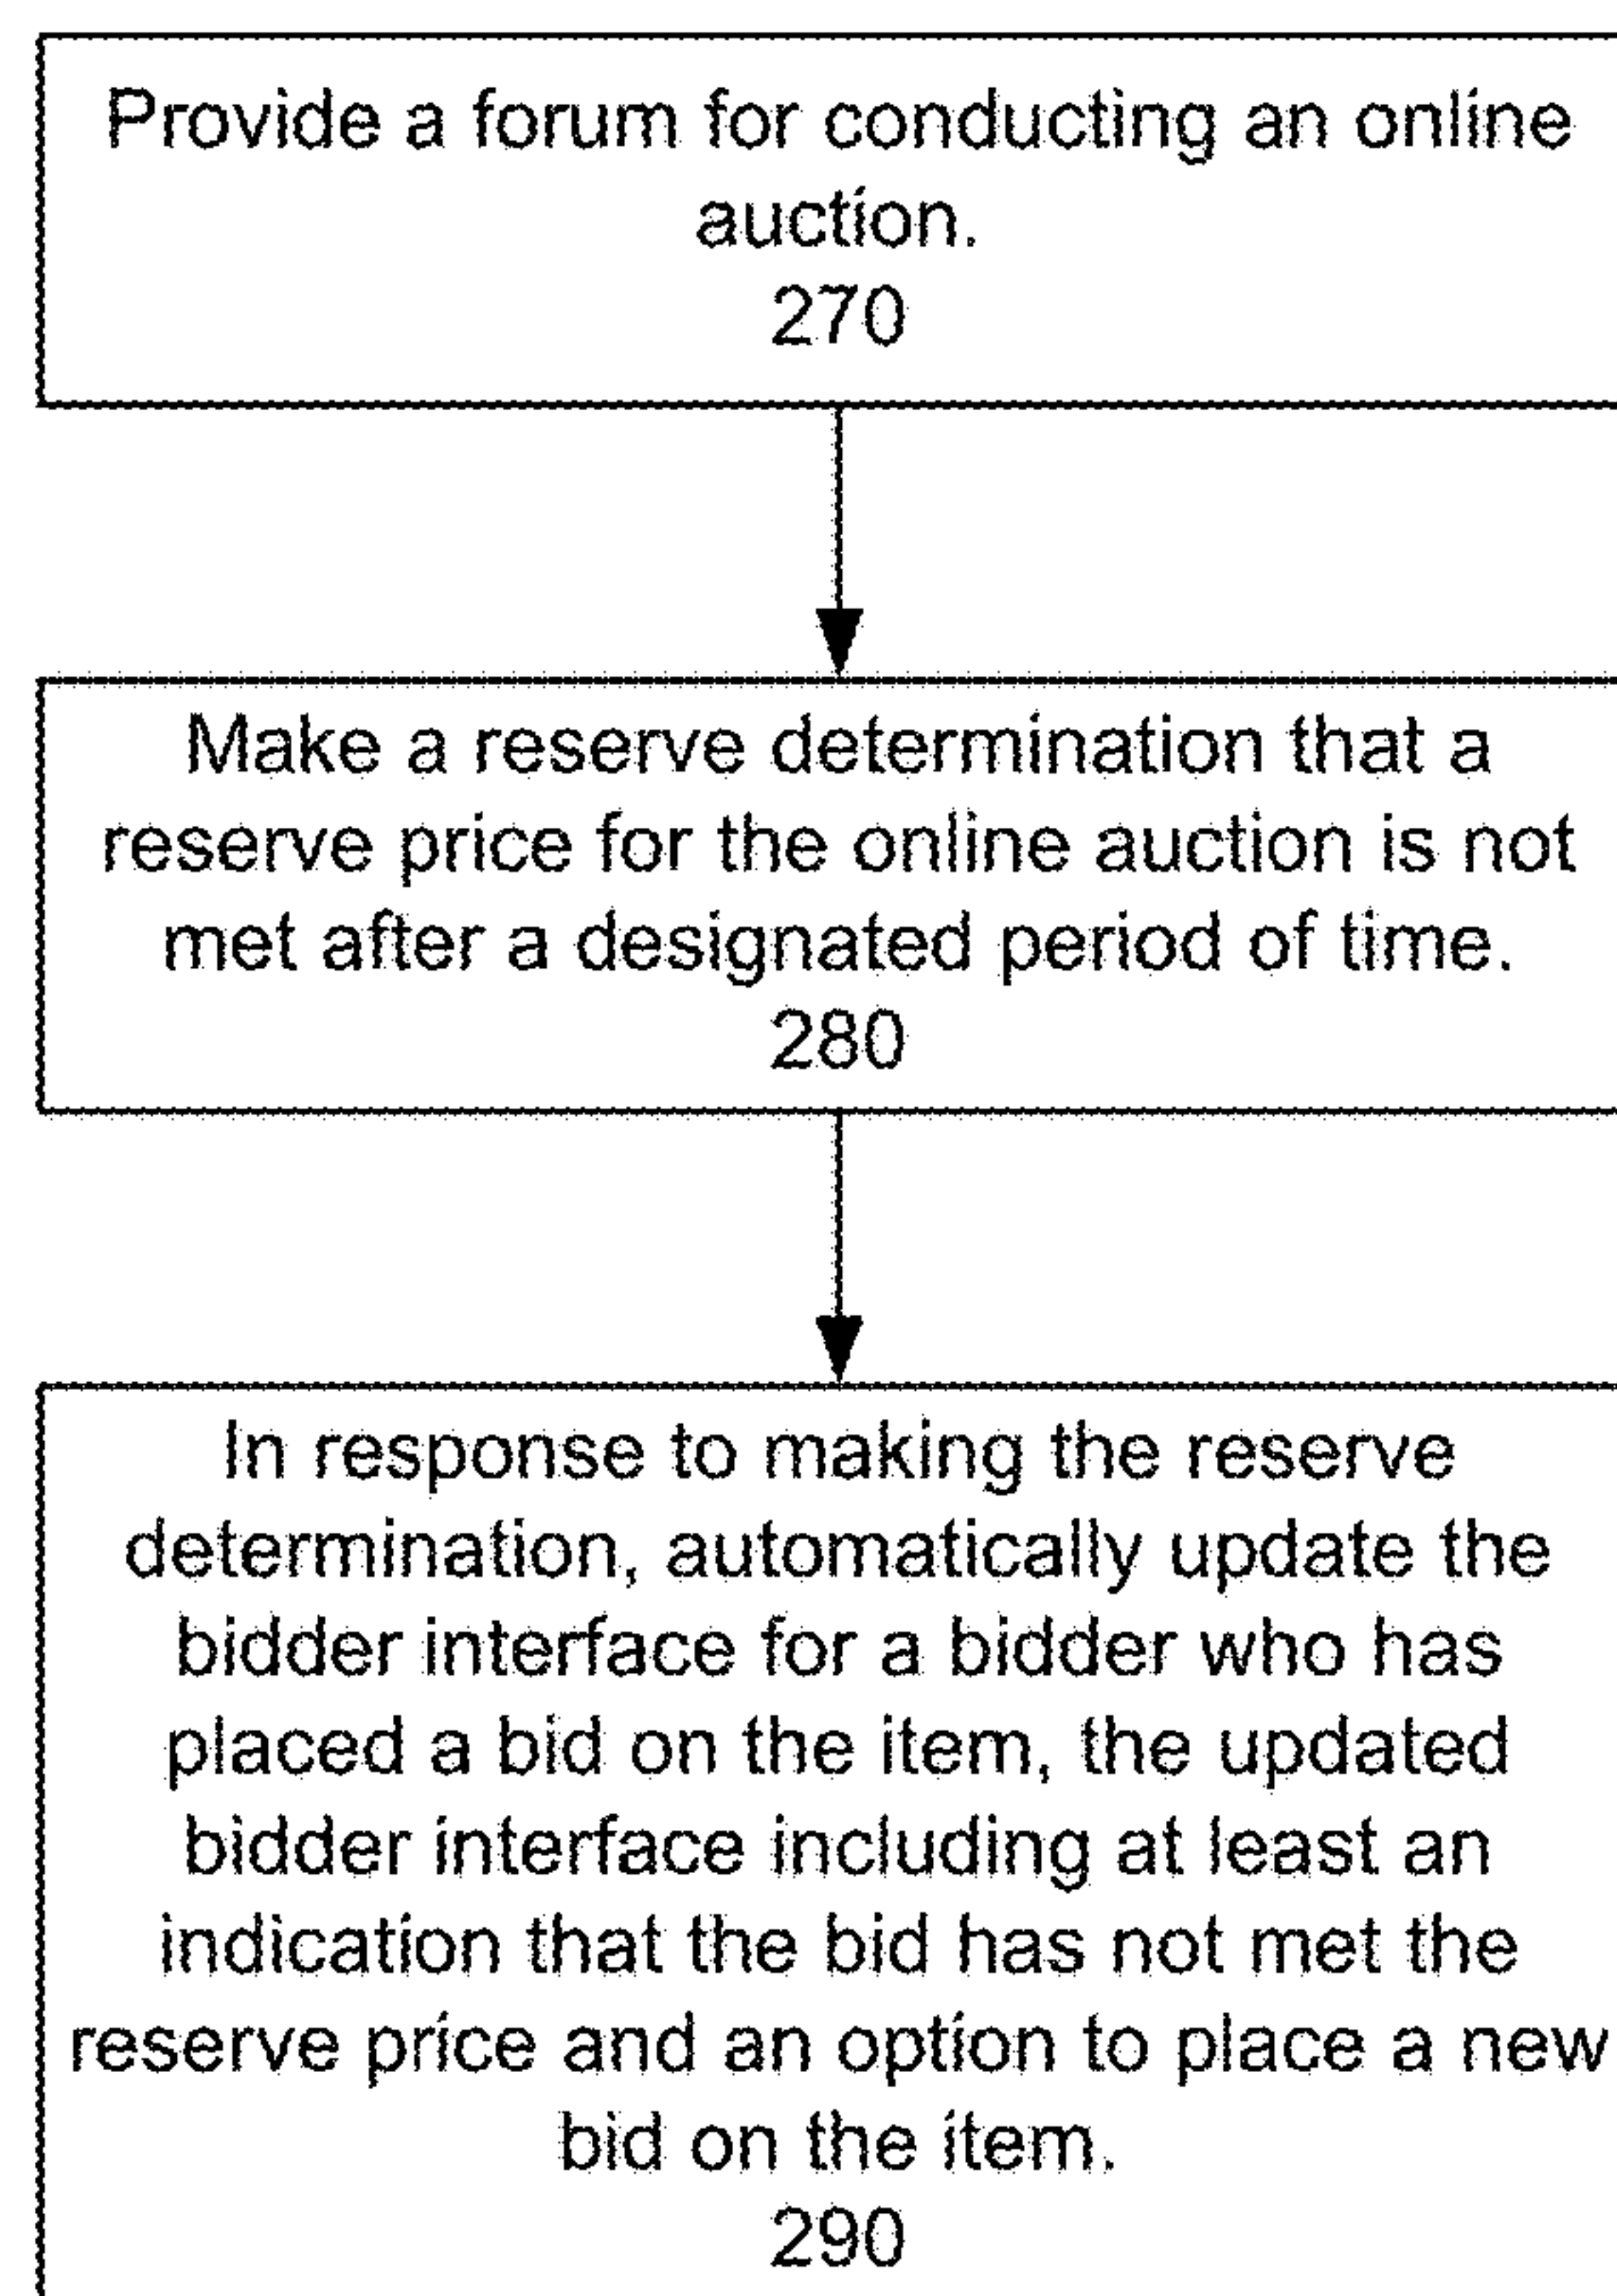 Provide a forum for conducting an online
auction.
270
Make a reserve determination that a
reserve price for the online auction is not
met after a designated period of time.
280
In response to making the reserve
determination, automatically update the
bidder interface for a bidder who has
placed a bid on the item, the updated
bidder interface including at least an
indication that the bid has not met the
reserve price and an option to place a new
bid on the item.
290